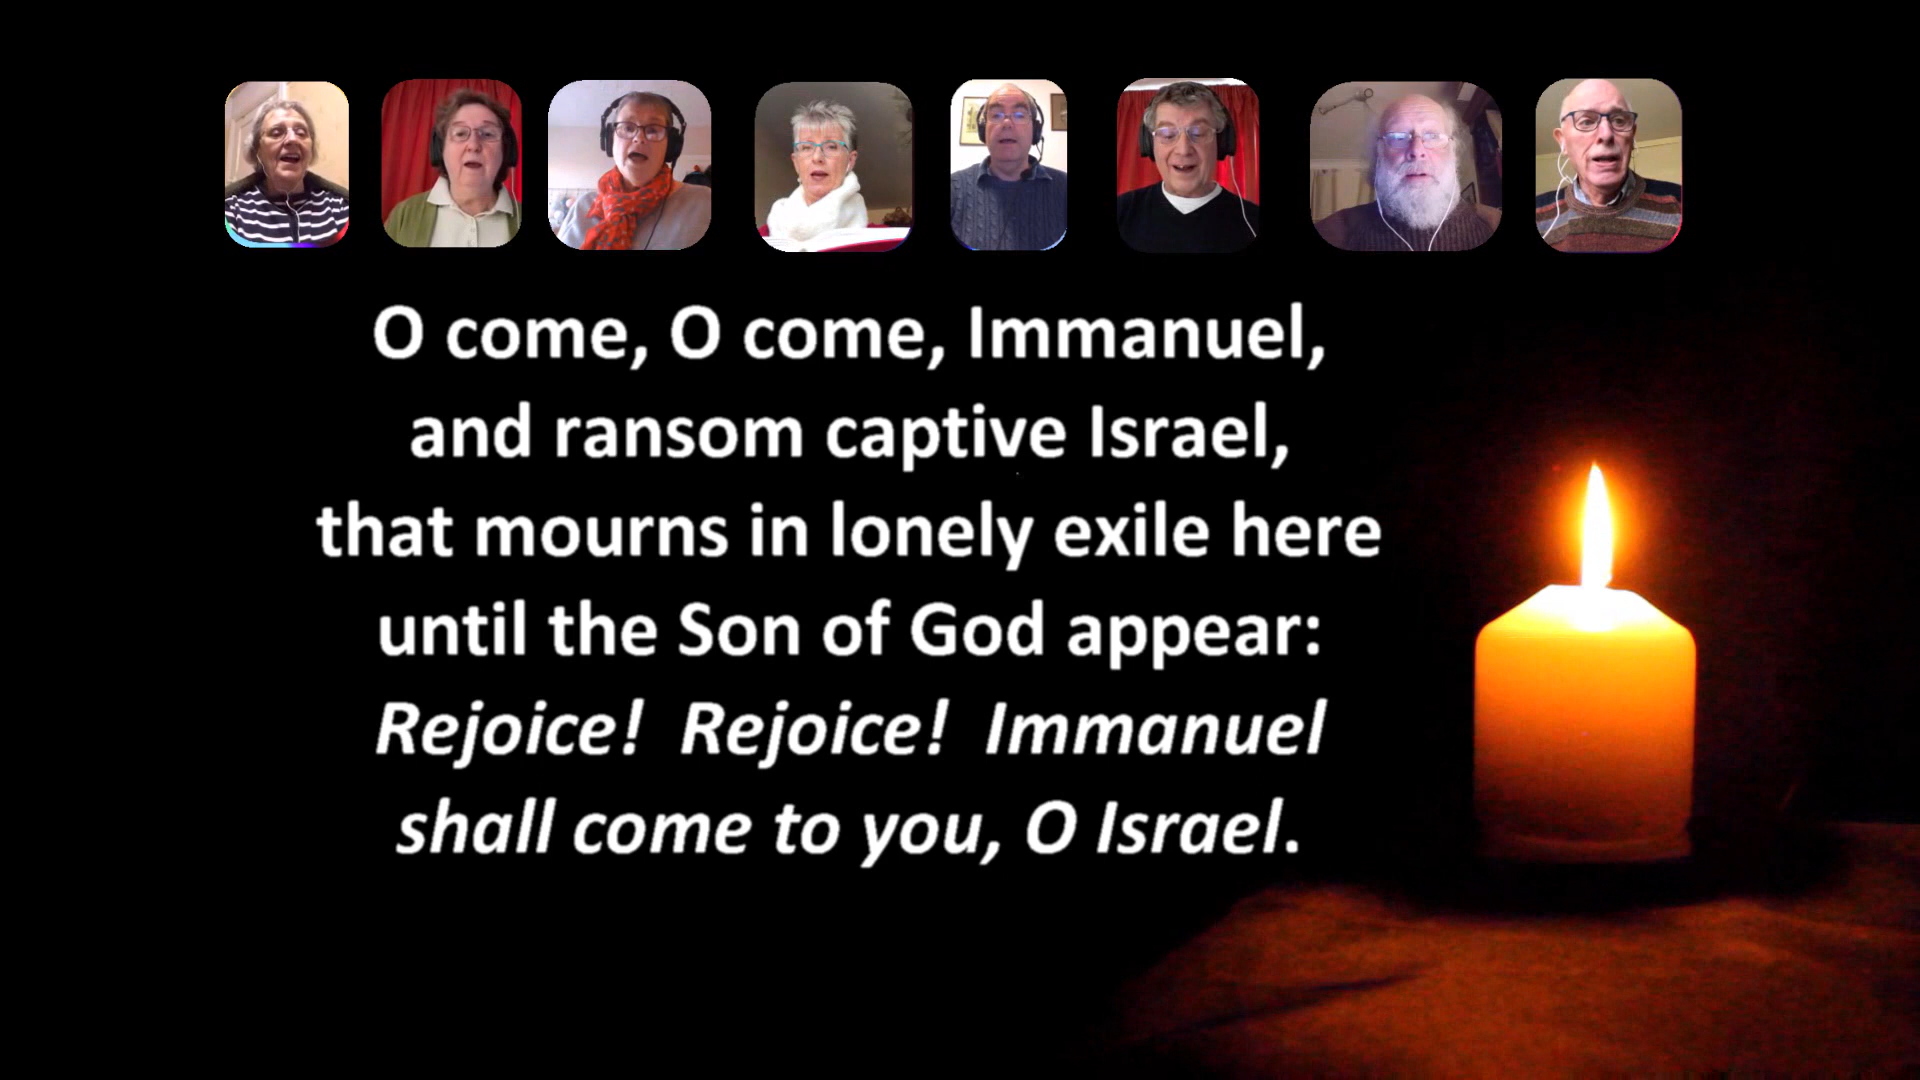 O come, O come, Immanuel,
and ransom captive Israel,
that mourns in lonely exile here
until the Son of God appear:
Rejoice!  Rejoice!  Immanuel
shall come to you, O Israel.